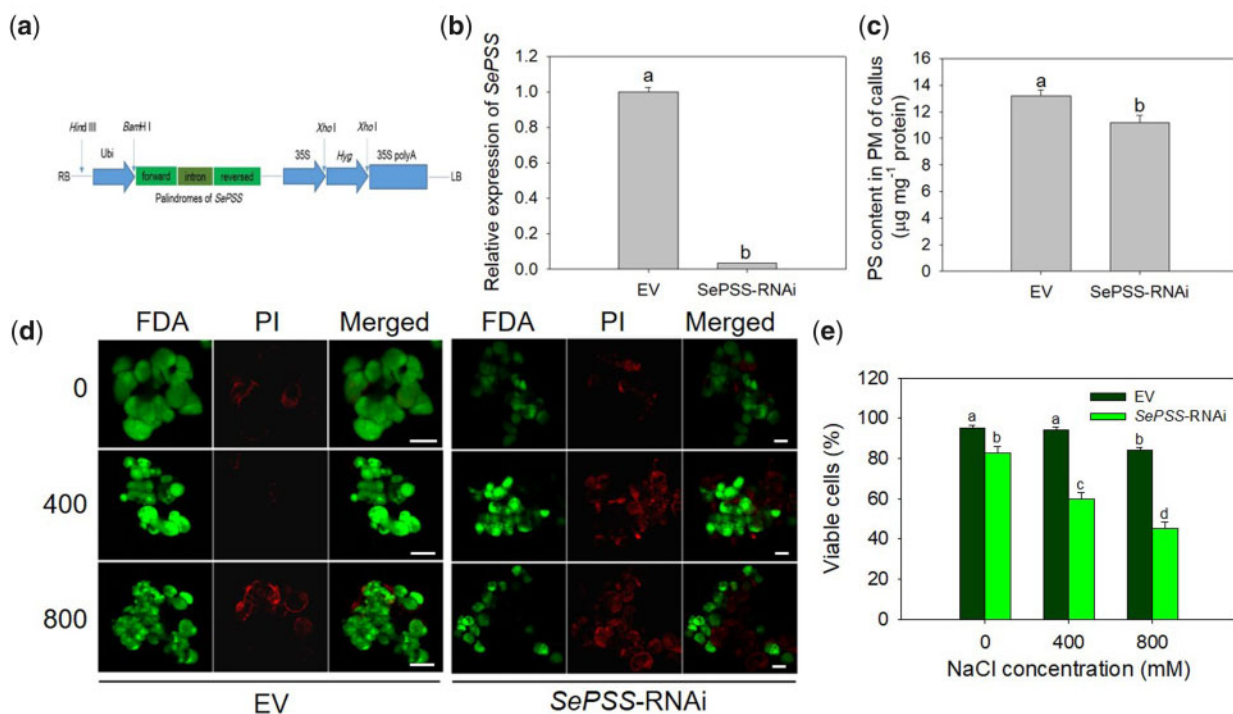 (a)
Hind III
BamH I
Xho I
Xho I
Ubi
35S
Hyg
35S polyA
RB
forward
intron
reversed
LB
Palindromes of SePSS
(b)
Relative expression of SePSS
1.2
1.0
0.8
0.6
0.4
0.2
0.0
a
b
EV
SePSS-RNAi
(c)
PS content in PM of callus
(µg mg⁻¹ protein)
16
14
12
10
8
6
4
2
0
a
b
EV
SePSS-RNAi
(d)
FDA
PI
Merged
FDA
PI
Merged
0
400
800
EV
SePSS-RNAi
(e)
Viable cells (%)
120
100
80
60
40
20
0
EV
SePSS-RNAi
a
b
a
c
b
d
0
400
800
NaCl concentration (mM)